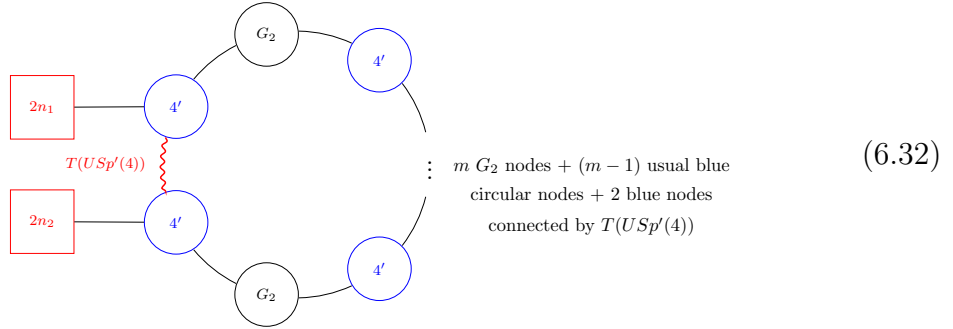 G₂
4′
4′
2n₁
T(USp′(4))
⋮ m G₂ nodes + (m − 1) usual blue
circular nodes + 2 blue nodes
connected by T(USp′(4))
(6.32)
2n₂
4′
4′
G₂